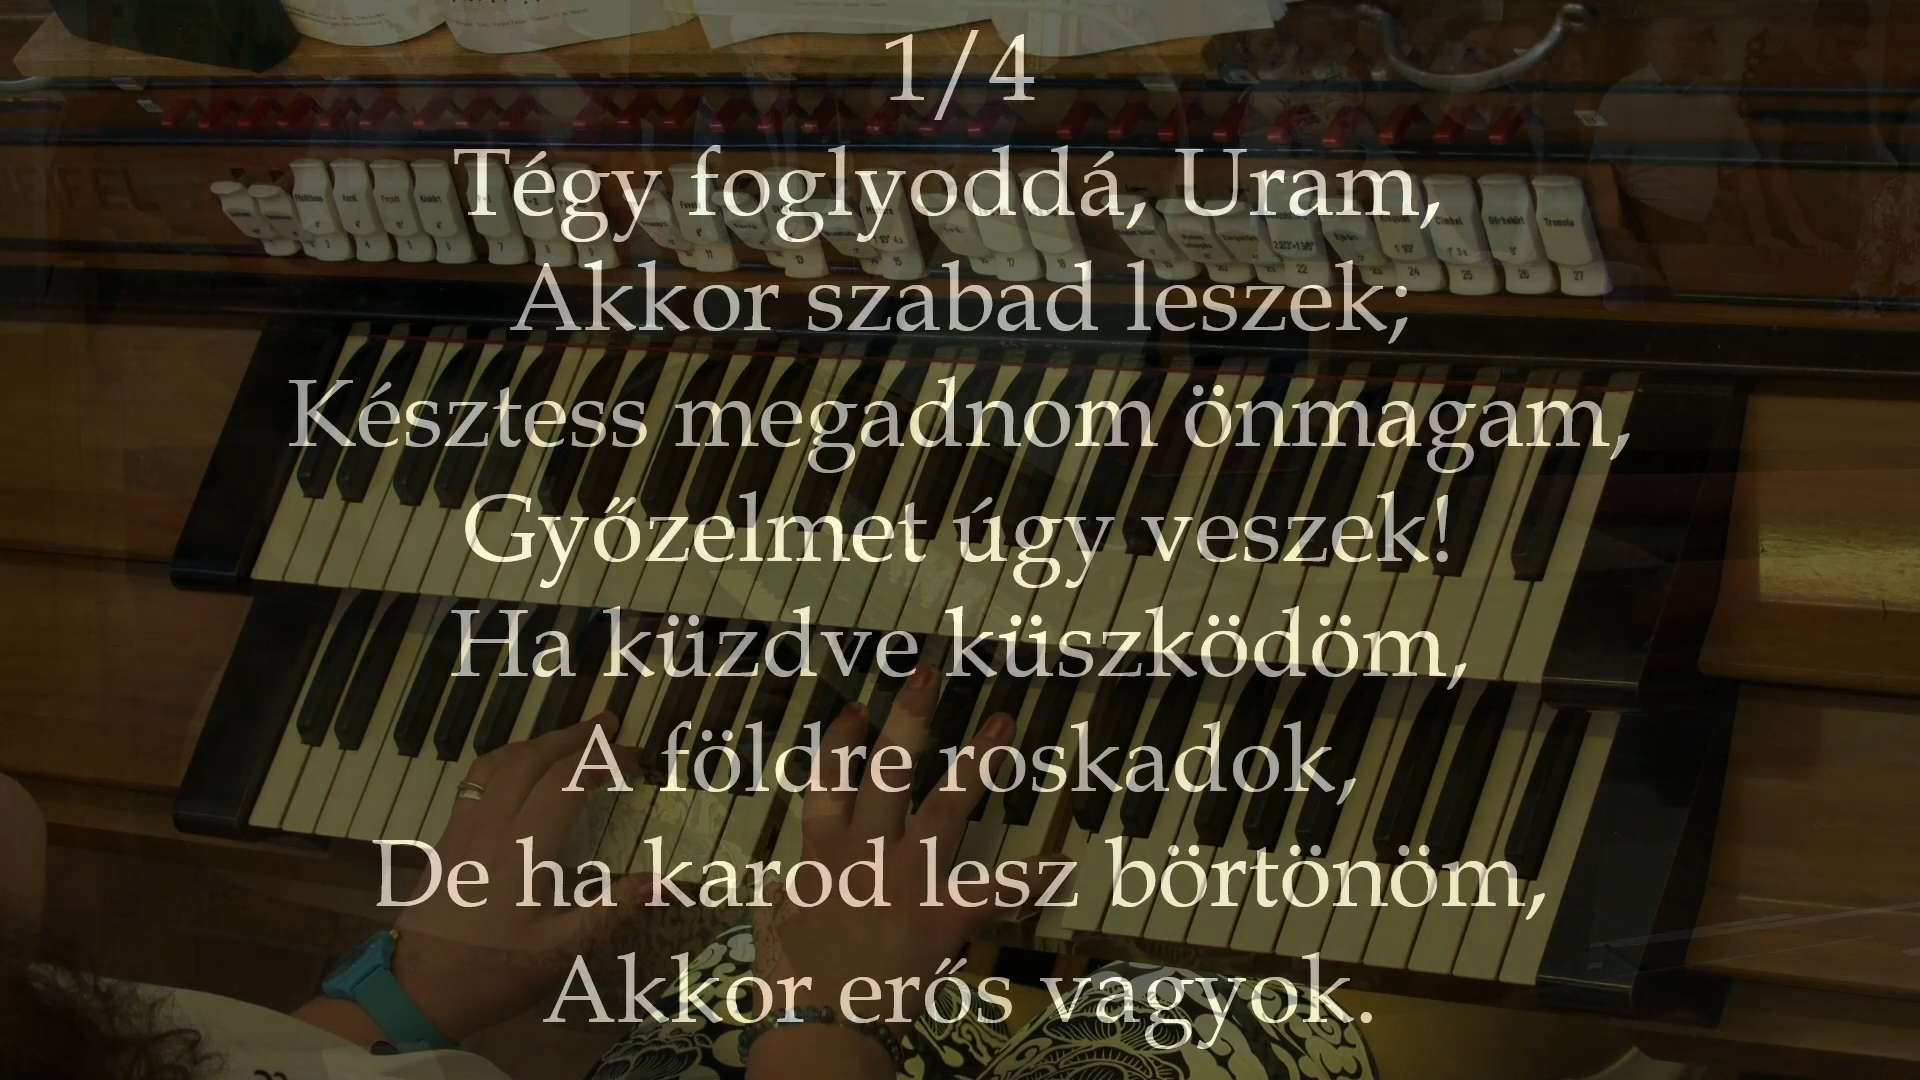 1/4
Tégy foglyoddá, Uram,
Akkor szabad leszek;
Késztess megadnom önmagam,
Győzelmet úgy veszek!
Ha küzdve küszködöm,
A földre roskadok,
De ha karod lesz börtönöm,
Akkor erős vagyok.